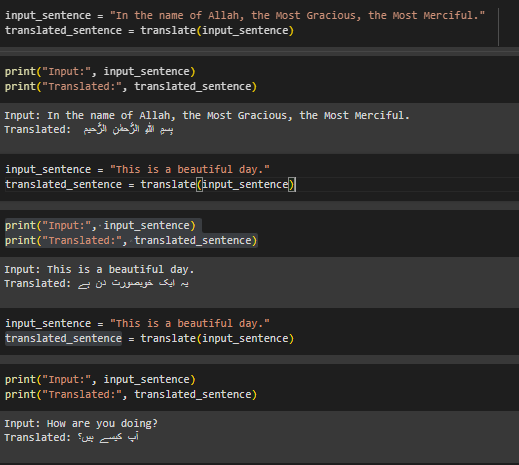 input_sentence = "In the name of Allah, the Most Gracious, the Most Merciful."
translated_sentence = translate(input_sentence)
print("Input:", input_sentence)
print("Translated:", translated_sentence)
Input: In the name of Allah, the Most Gracious, the Most Merciful.
Translated: بِسْمِ اللَّهِ الرَّحْمَٰنِ الرَّحِيمِ
input_sentence = "This is a beautiful day."
translated_sentence = translate(input_sentence)
print("Input:", input_sentence)
print("Translated:", translated_sentence)
Input: This is a beautiful day.
Translated: یہ ایک خوبصورت دن ہے
input_sentence = "This is a beautiful day."
translated_sentence = translate(input_sentence)
print("Input:", input_sentence)
print("Translated:", translated_sentence)
Input: How are you doing?
Translated: آپ کیسے ہیں؟